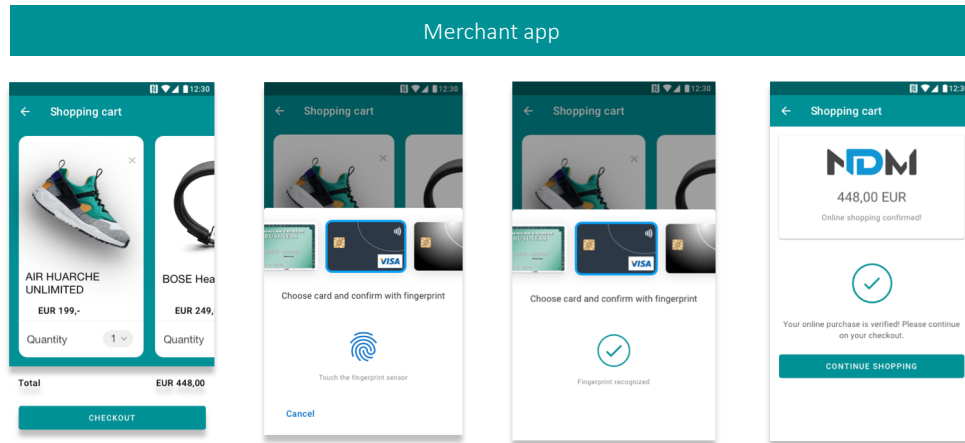 Merchant app
12:30
Shopping cart
AIR HUARCHE
UNLIMITED
EUR 199,-
Quantity
1
BOSE Hea
EUR 249,
Quantity
Total
EUR 448,00
CHECKOUT
12:30
Shopping cart
BUSINESS
VISA
Choose card and confirm with fingerprint
Touch the fingerprint sensor
Cancel
12:30
Shopping cart
BUSINESS
VISA
Choose card and confirm with fingerprint
Fingerprint recognized
12:30
Shopping cart
NDM
448,00 EUR
Online shopping confirmed!
Your online purchase is verified! Please continue
on your checkout.
CONTINUE SHOPPING